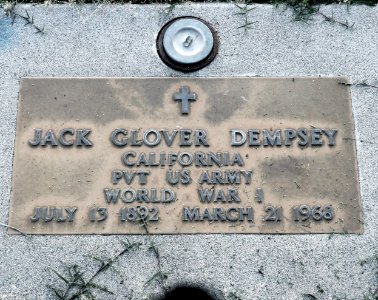 JACK GLOVER DEMPSEY
CALIFORNIA
PVT US ARMY
WORLD WAR I
JULY 13 1892 MARCH 21 1966